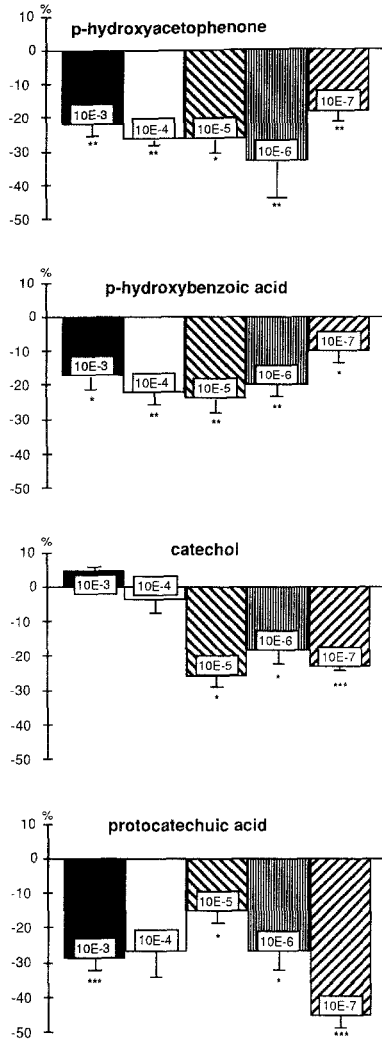 %
p-hydroxyacetophenone
10
0
-10
-20
-30
-40
-50
10E-3
10E-4
10E-5
10E-6
10E-7
**
**
*
**
**
%
p-hydroxybenzoic acid
10
0
-10
-20
-30
-40
-50
10E-3
10E-4
10E-5
10E-6
10E-7
*
**
**
**
*
%
catechol
10
0
-10
-20
-30
-40
-50
10E-3
10E-4
10E-5
10E-6
10E-7
*
*
***
%
protocatechuic acid
10
0
-10
-20
-30
-40
-50
10E-3
10E-4
10E-5
10E-6
10E-7
***
*
*
***